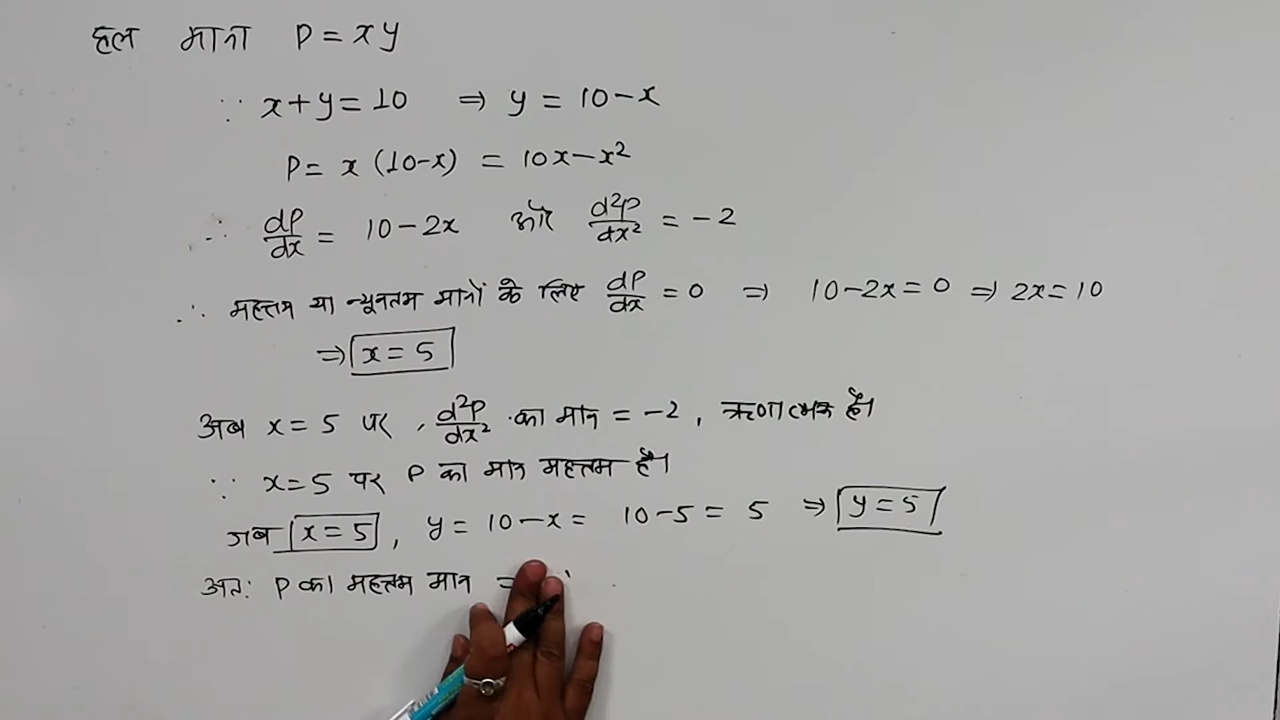 हल माना P = xy
∵ x+y = 10 ⇒ y = 10-x
P = x (10-x) = 10x-x²
∴ dP/dx = 10-2x और d²P/dx² = -2
∴ महत्तम या न्यूनतम मानों के लिए dP/dx = 0 ⇒ 10-2x = 0 ⇒ 2x = 10
⇒ x = 5
अब x = 5 पर, d²P/dx² का मान = -2, ऋणात्मक है।
∵ x=5 पर P का मान महत्तम है।
जब x = 5, y = 10-x = 10-5 = 5 ⇒ y = 5
अतः P का महत्तम मान =